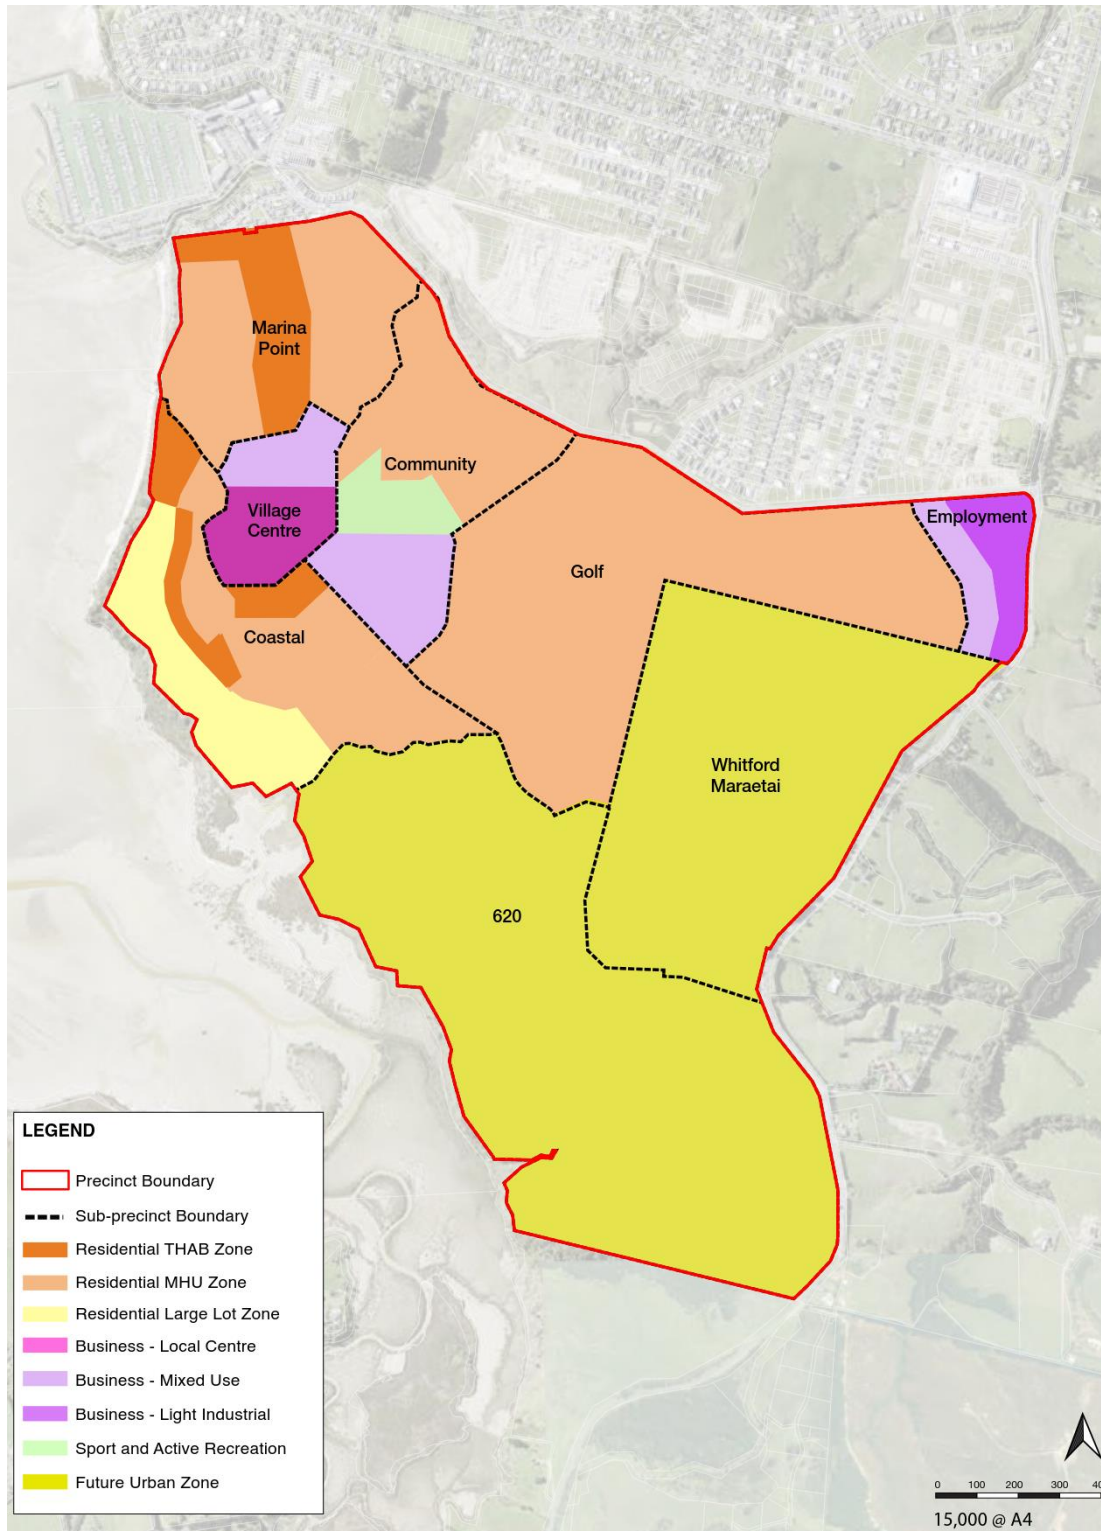 Marina
Point
Community
Village
Centre
Employment
Golf
Coastal
Whitford
Maraetai
620
LEGEND
Precinct Boundary
Sub-precinct Boundary
Residential THAB Zone
Residential MHU Zone
Residential Large Lot Zone
Business - Local Centre
Business - Mixed Use
Business - Light Industrial
Sport and Active Recreation
Future Urban Zone
0 100 200 300
15,000 @ A4